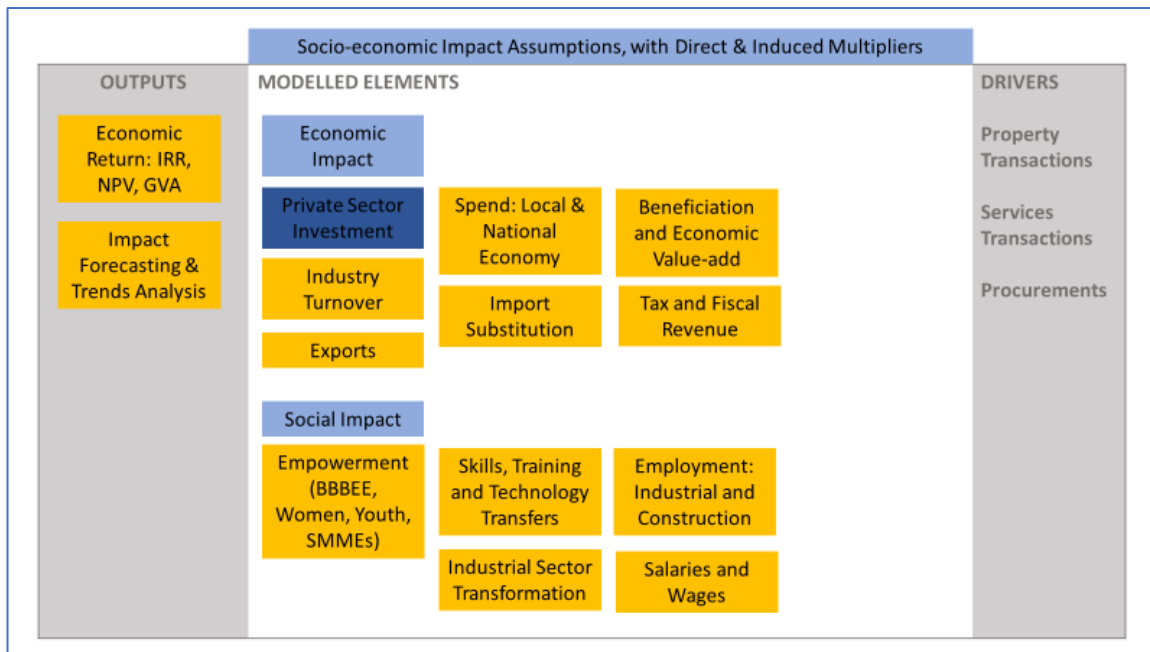 Socio-economic Impact Assumptions, with Direct & Induced Multipliers
OUTPUTS
Economic
Return: IRR,
NPV, GVA
Impact
Forecasting &
Trends Analysis
MODELLED ELEMENTS
Economic
Impact
Private Sector
Investment
Industry
Turnover
Exports
Spend: Local &
National
Economy
Import
Substitution
Beneficiation
and Economic
Value-add
Tax and Fiscal
Revenue
Social Impact
Empowerment
(BBBEE,
Women, Youth,
SMMEs)
Skills, Training
and Technology
Transfers
Industrial Sector
Transformation
Employment:
Industrial and
Construction
Salaries and
Wages
DRIVERS
Property
Transactions
Services
Transactions
Procurements